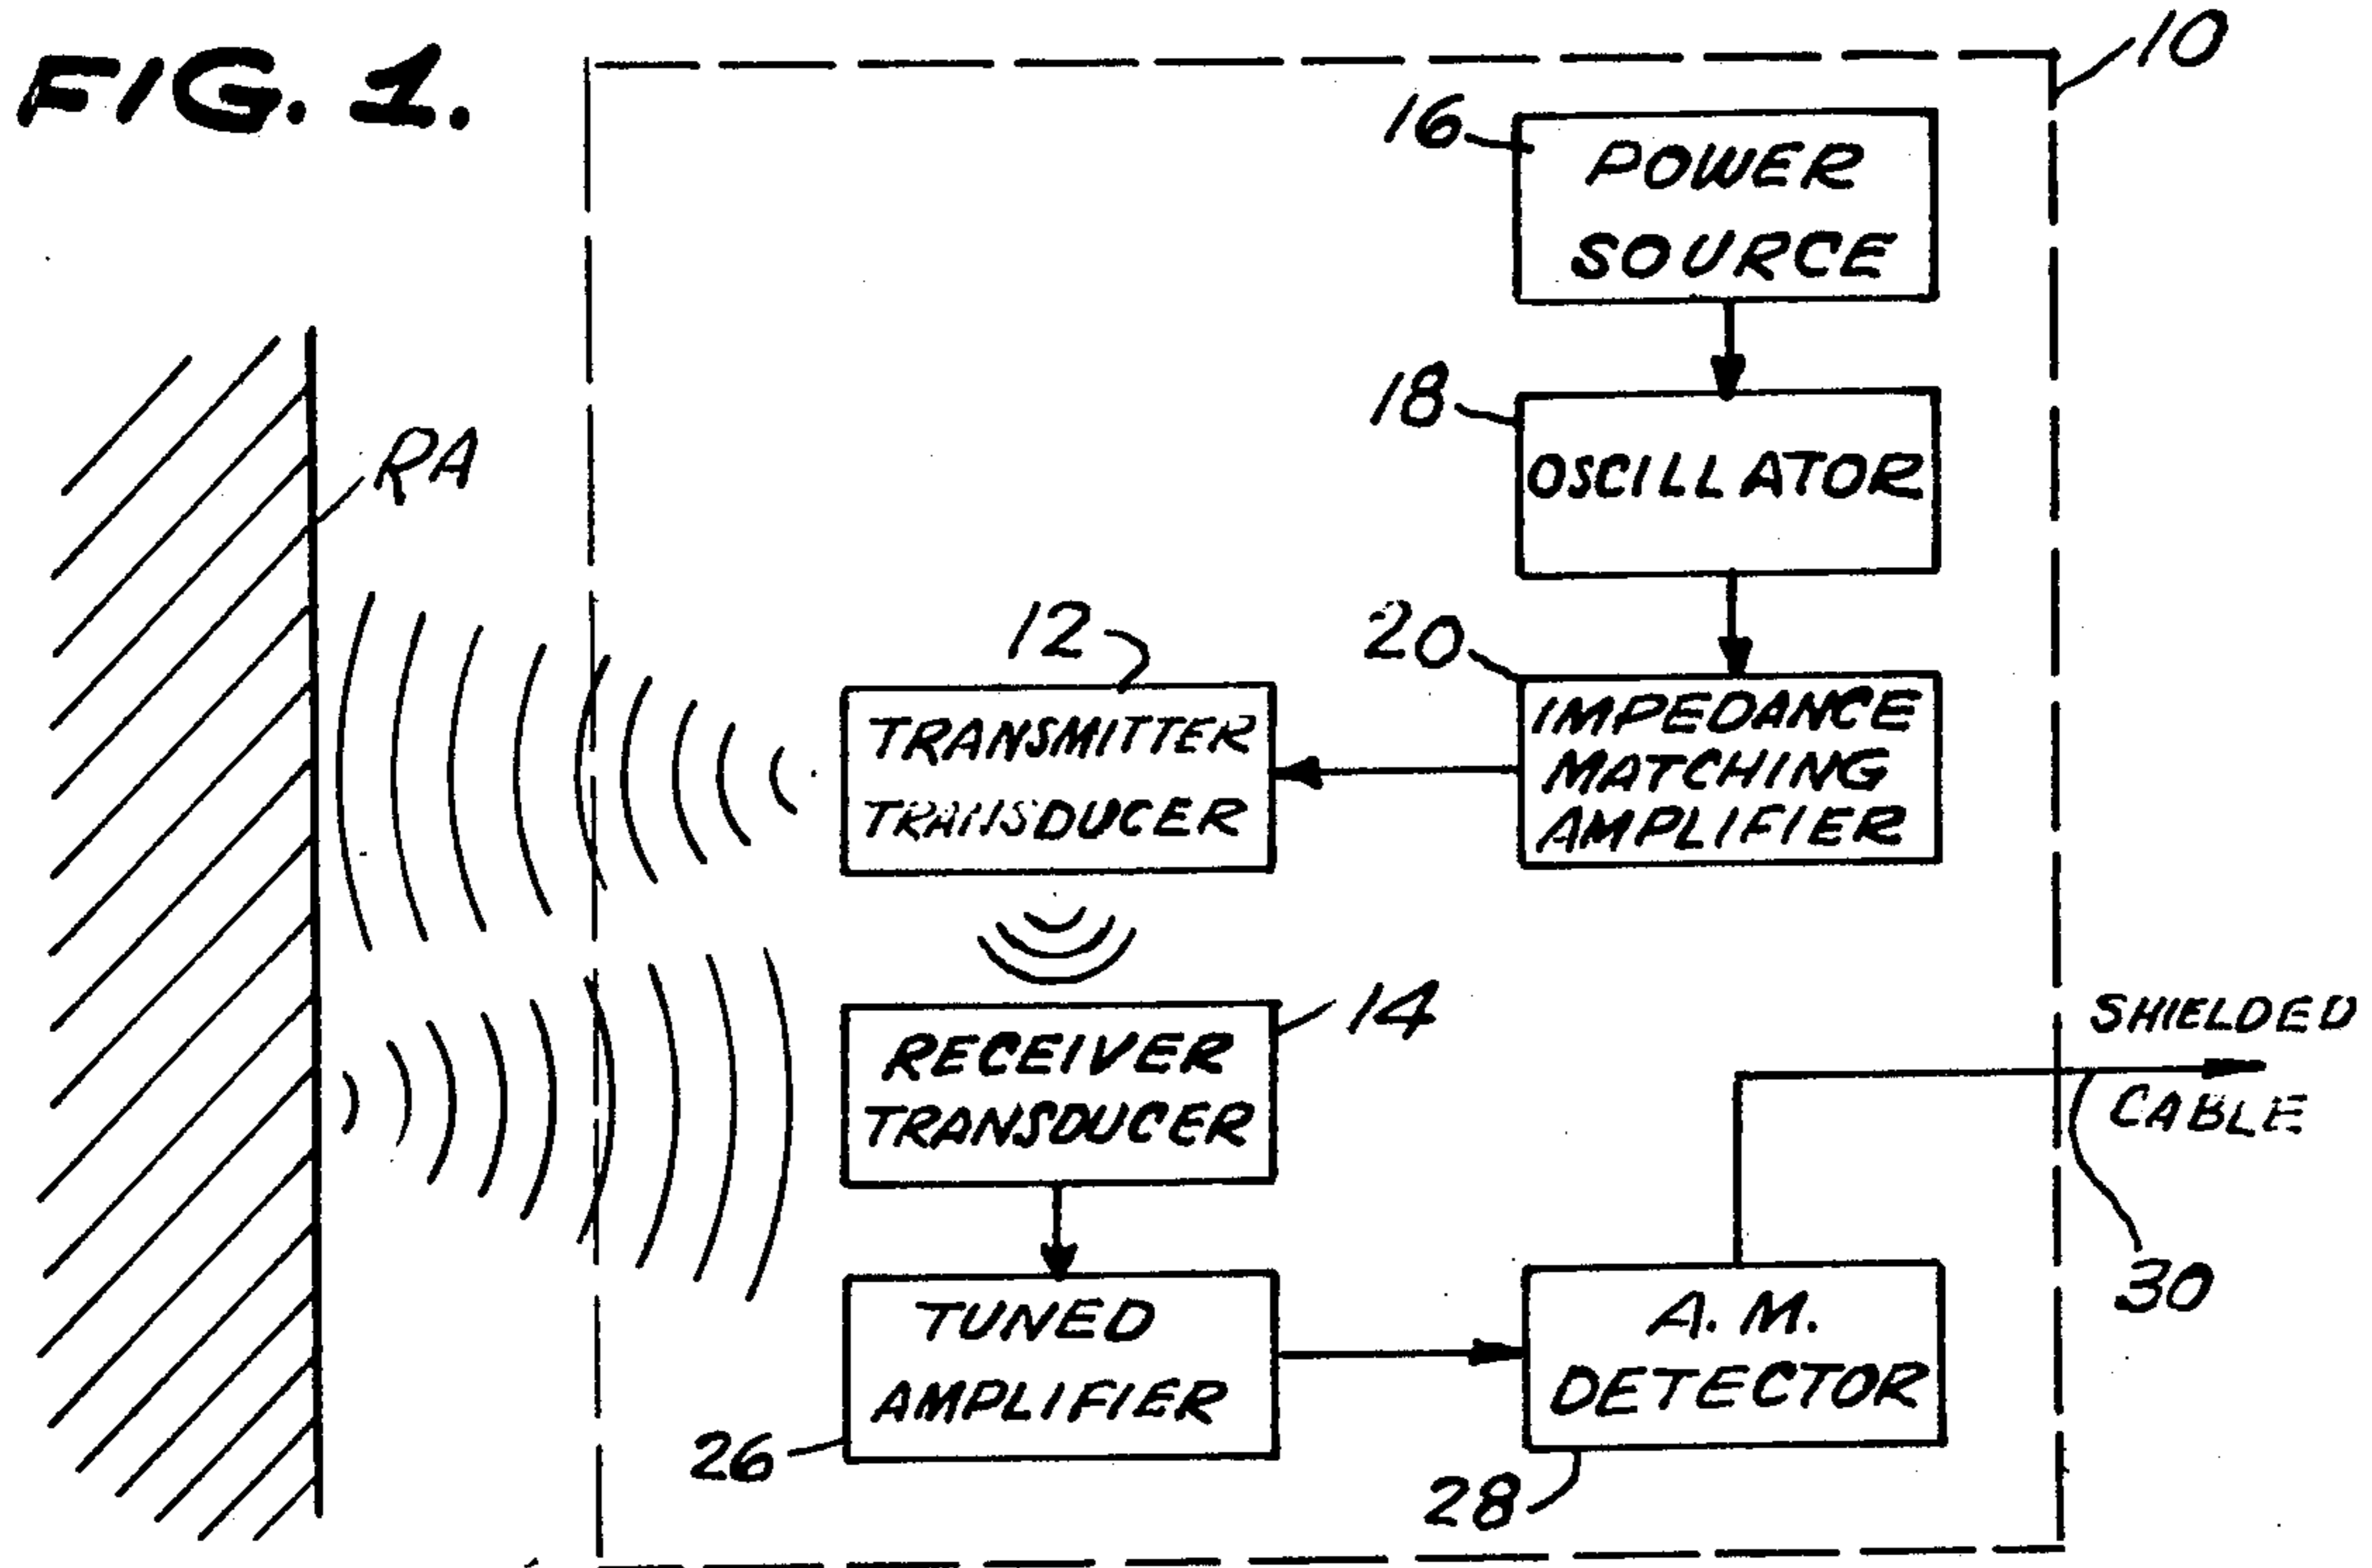 FIG. 1.
10
16
POWER
SOURCE
18
OSCILLATOR
RA
12
20
TRANSMITTER
TRANSDUCER
IMPEDANCE
MATCHING
AMPLIFIER
14
RECEIVER
TRANSDUCER
SHIELDED
CABLE
30
TUNED
AMPLIFIER
26
A.M.
DETECTOR
28